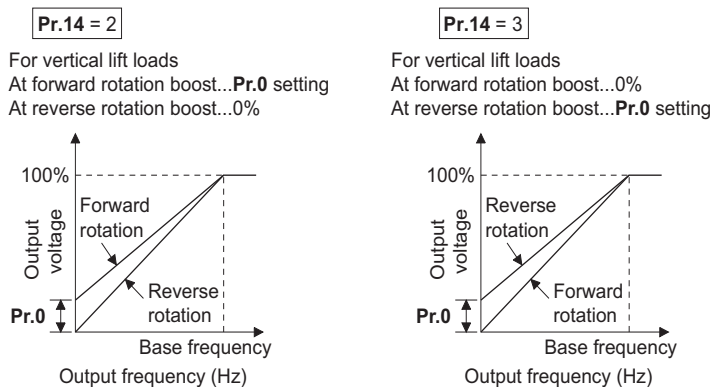 Pr.14 = 2
For vertical lift loads
At forward rotation boost...Pr.0 setting
At reverse rotation boost...0%
100%
Output
voltage
Forward
rotation
Reverse
rotation
Pr.0
Base frequency
Output frequency (Hz)
Pr.14 = 3
For vertical lift loads
At forward rotation boost...0%
At reverse rotation boost...Pr.0 setting
100%
Output
voltage
Reverse
rotation
Forward
rotation
Pr.0
Base frequency
Output frequency (Hz)